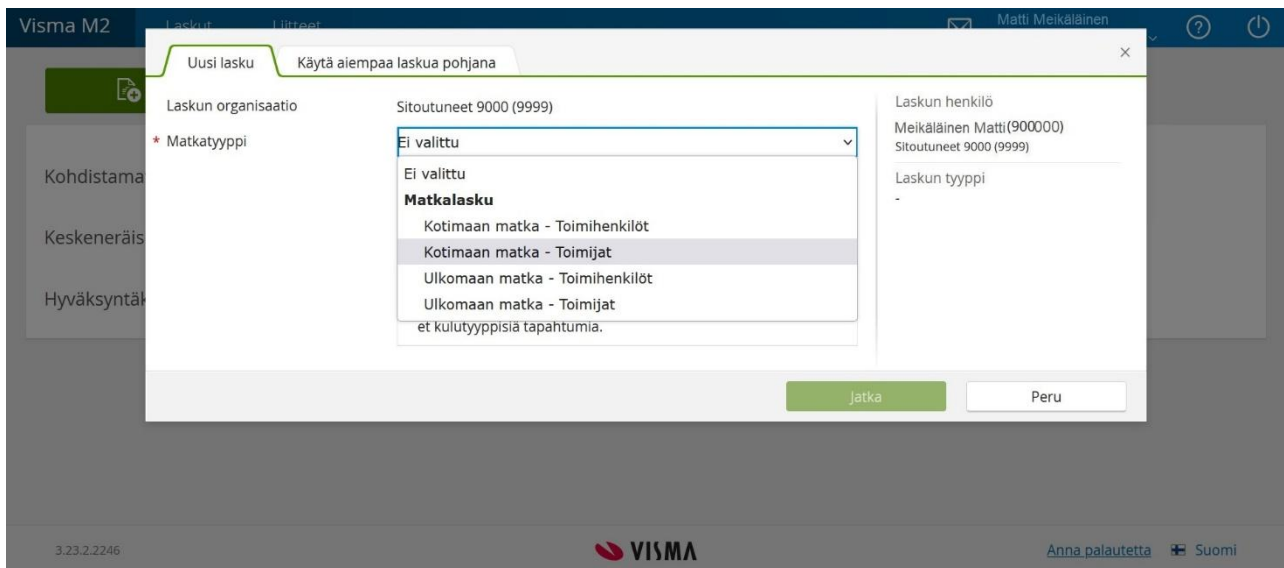 Visma M2
Laskut
Liitteet
Matti Meikäläinen
Uusi lasku
Käytä aiempaa laskua pohjana
Laskun organisaatio
Sitoutuneet 9000 (9999)
* Matkatyyppi
Ei valittu
Ei valittu
Matkalasku
Kotimaan matka - Toimihenkilöt
Kotimaan matka - Toimijat
Ulkomaan matka - Toimihenkilöt
Ulkomaan matka - Toimijat
et kulutyyppisiä tapahtumia.
Laskun henkilö
Meikäläinen Matti(900000)
Sitoutuneet 9000 (9999)
Laskun tyyppi
-
Kohdistama
Keskeneräis
Hyväksyntäk
Jatka
Peru
3.23.2.2246
VISMA
Anna palautetta
Suomi